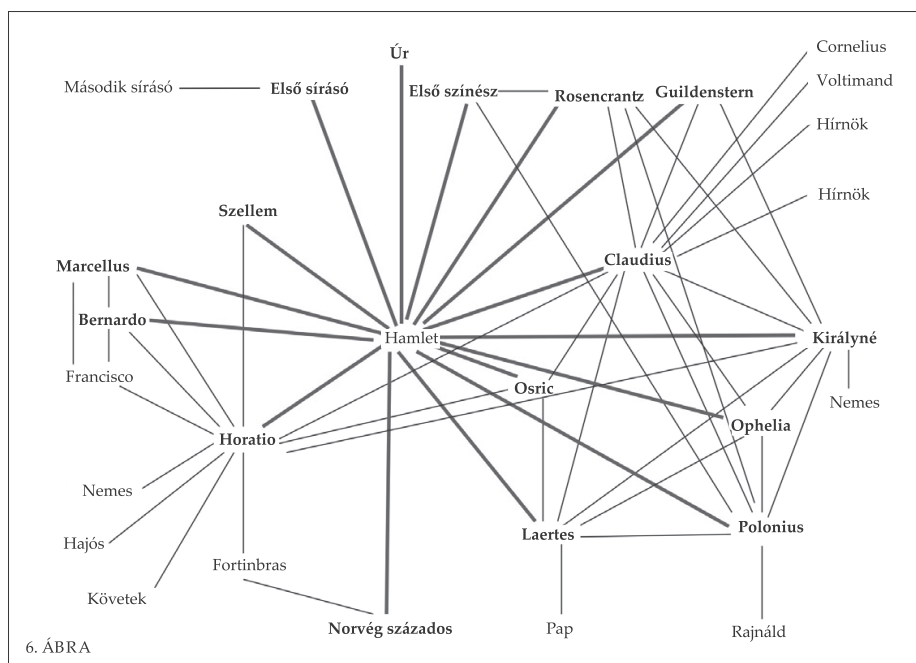 Úr
Cornelius
Voltimand
Második sírásó
Első sírásó
Első színész
Rosencrantz
Guildenstern
Hírnök
Hírnök
Szellem
Marcellus
Claudius
Bernardo
Hamlet
Királyné
Francisco
Osric
Nemes
Ophelia
Horatio
Nemes
Hajós
Laertes
Polonius
Fortinbras
Követek
Norvég százados
Pap
Rajnáld
6. ÁBRA